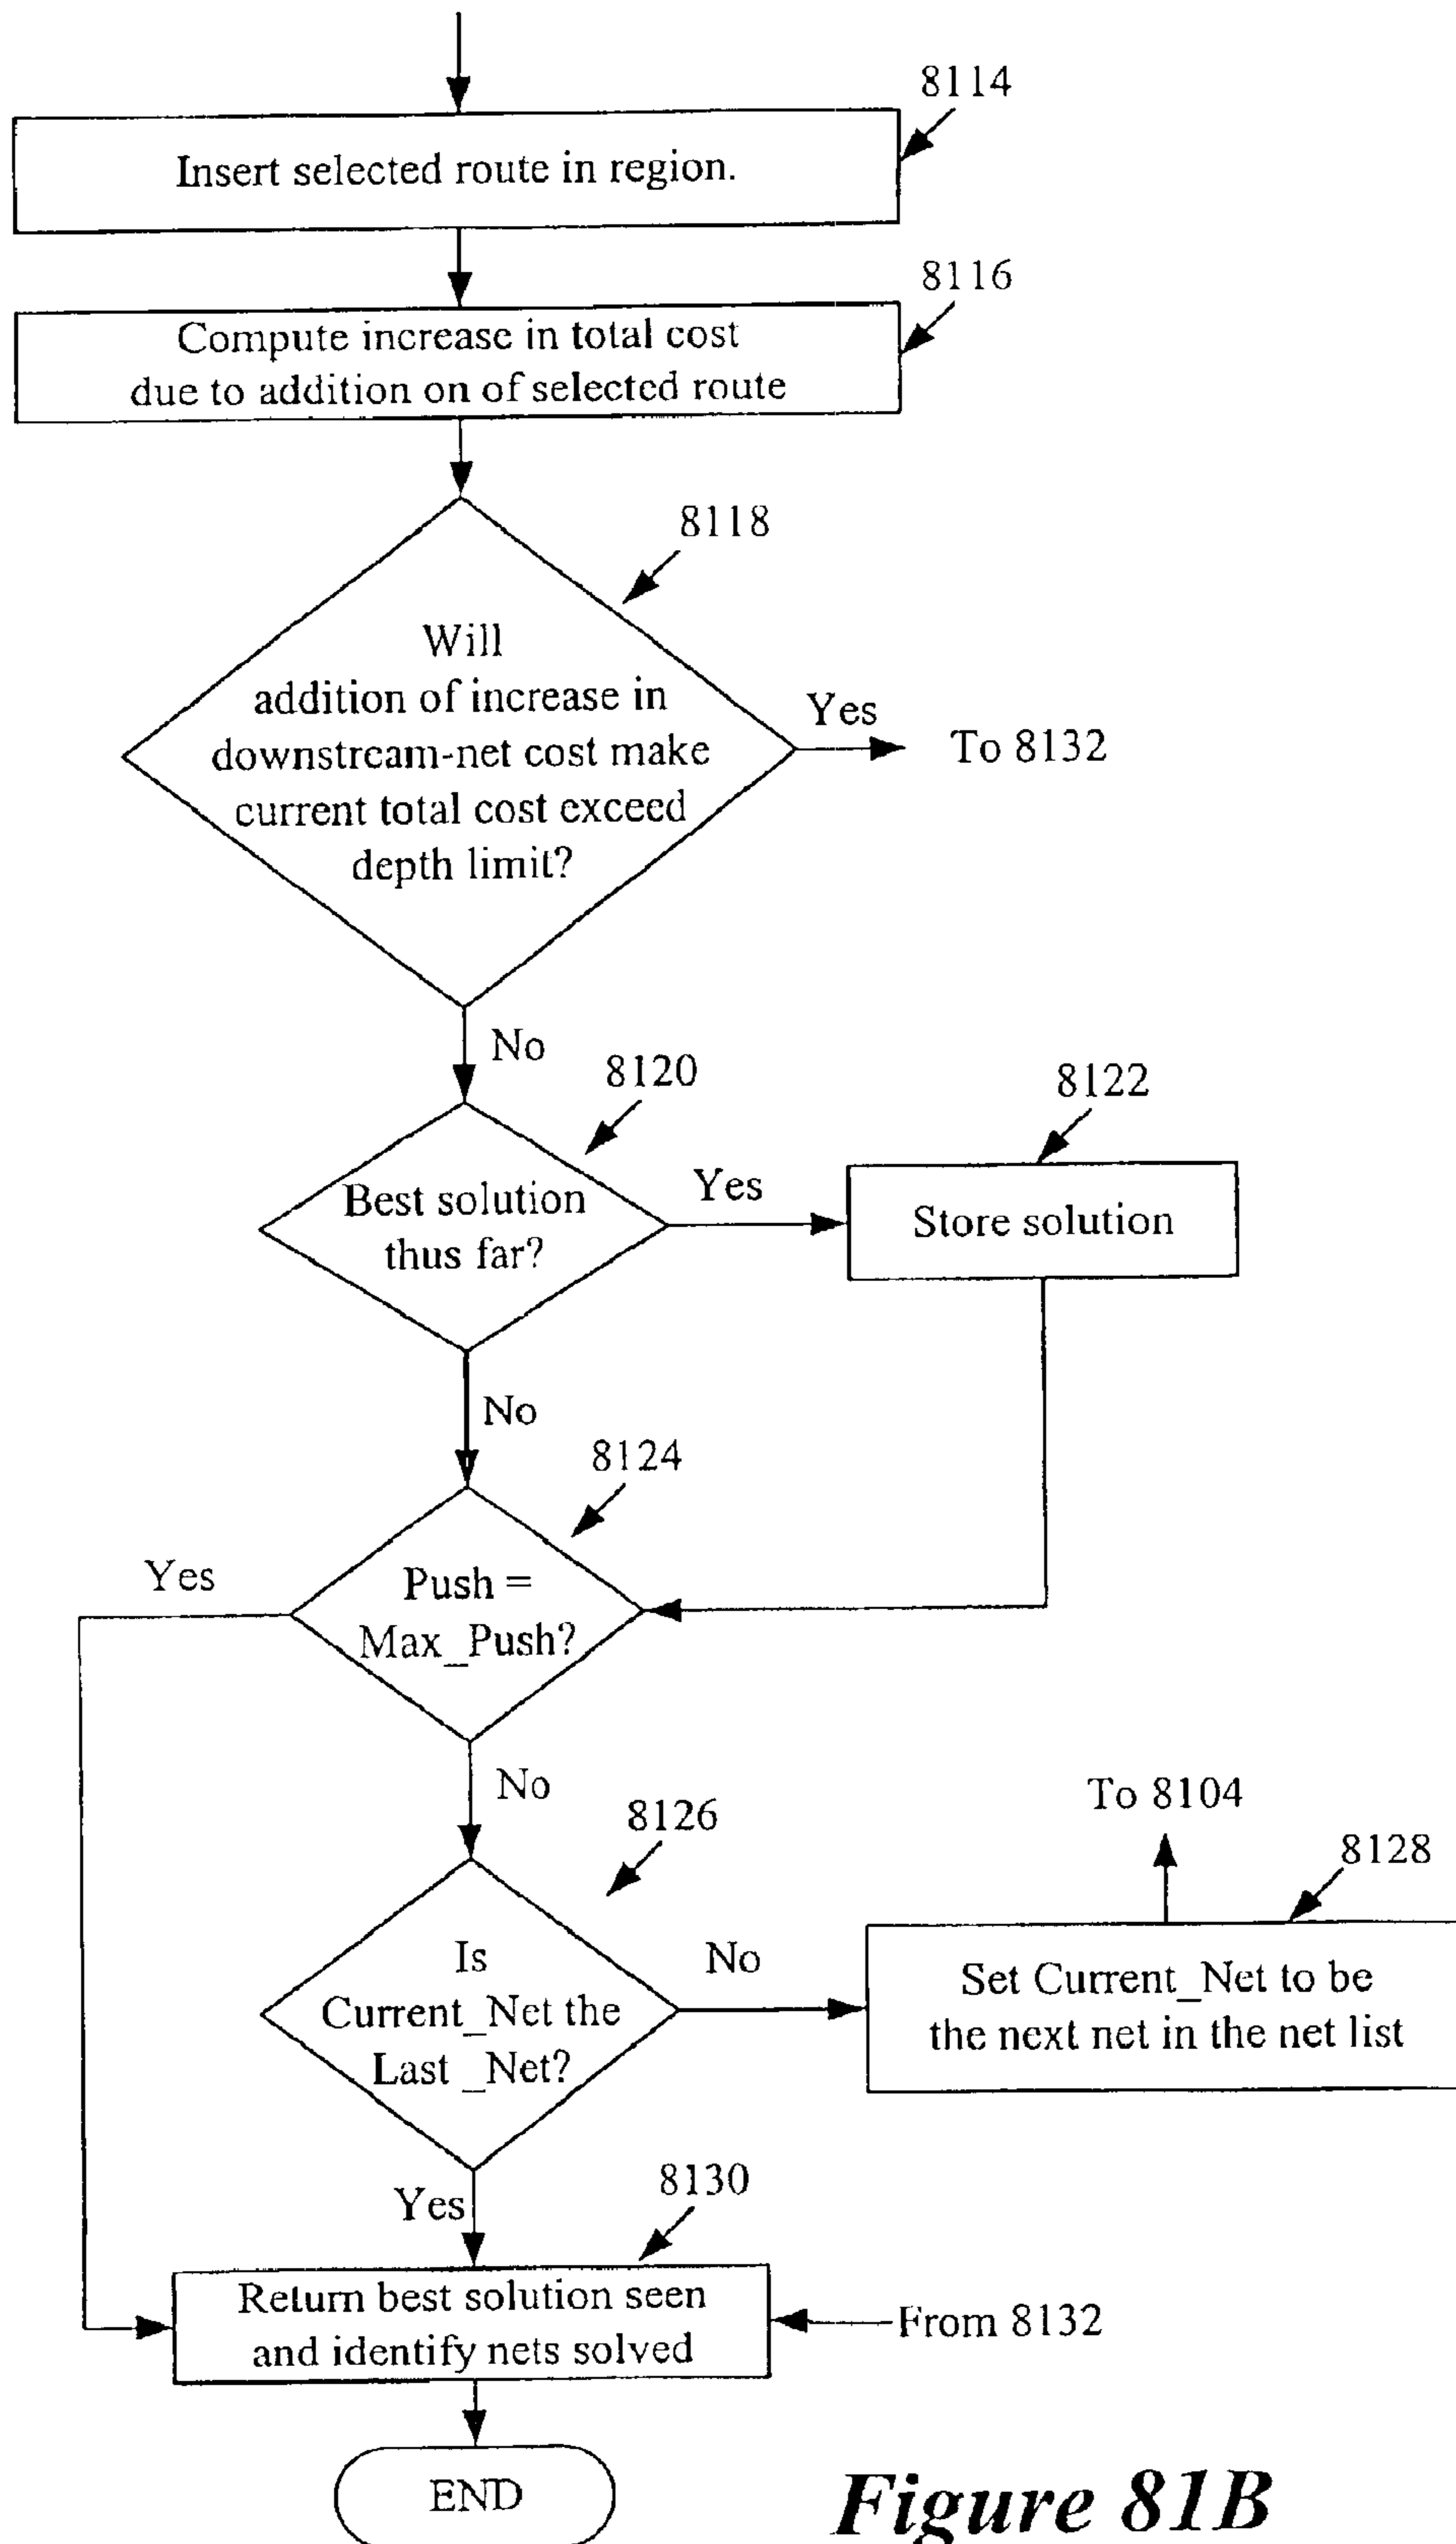 8114
Insert selected route in region.
8116
Compute increase in total cost
due to addition on of selected route
8118
Will
addition of increase in
downstream-net cost make
current total cost exceed
depth limit?
Yes
To 8132
No
8120
8122
Best solution
thus far?
Yes
Store solution
No
8124
Yes
Push =
Max_Push?
No
8126
To 8104
8128
Is
Current_Net the
Last _Net?
No
Set Current_Net to be
the next net in the net list
Yes
8130
Return best solution seen
and identify nets solved
From 8132
END
Figure 81B